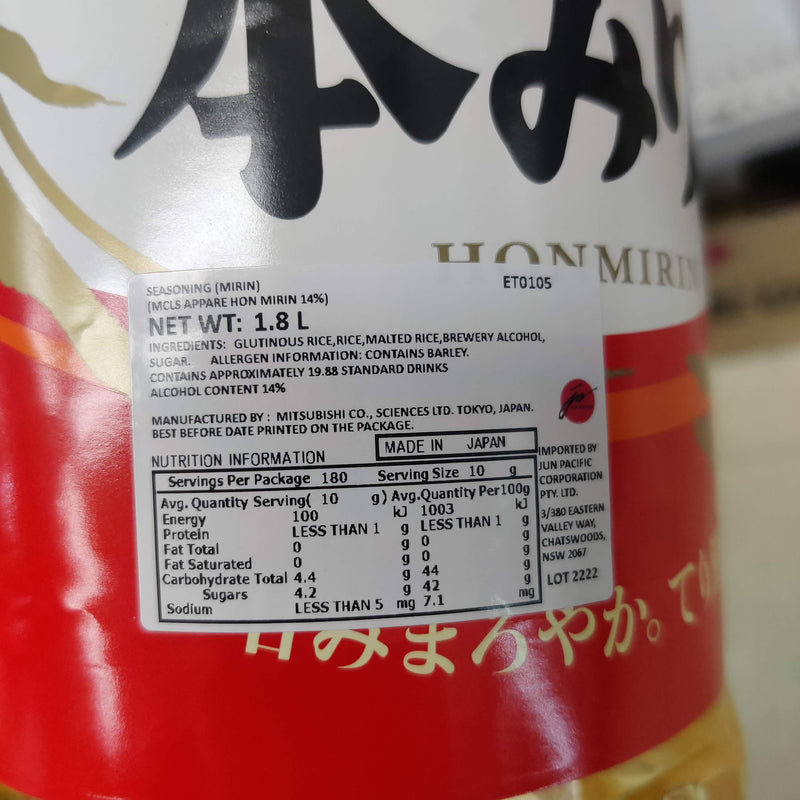 本みり
HONMIRIN
SEASONING (MIRIN) ET0105
(MCLS APPARE HON MIRIN 14%)
NET WT: 1.8 L
INGREDIENTS: GLUTINOUS RICE,RICE,MALTED RICE,BREWERY ALCOHOL,
SUGAR. ALLERGEN INFORMATION: CONTAINS BARLEY.
CONTAINS APPROXIMATELY 19.88 STANDARD DRINKS
ALCOHOL CONTENT 14%
MANUFACTURED BY : MITSUBISHI CO., SCIENCES LTD. TOKYO, JAPAN.
BEST BEFORE DATE PRINTED ON THE PACKAGE.
MADE IN JAPAN
NUTRITION INFORMATION
Servings Per Package 180 Serving Size 10 g
Avg. Quantity Serving( 10 g) Avg.Quantity Per100g
Energy 100 kJ 1003 kJ
Protein LESS THAN 1 g LESS THAN 1 g
Fat Total 0 g 0 g
Fat Saturated 0 g 0 g
Carbohydrate Total 4.4 g 44 g
Sugars 4.2 g 42 g
Sodium LESS THAN 5 mg 7.1 mg
IMPORTED BY
JUN PACIFIC
CORPORATION
PTY. LTD.
3/380 EASTERN
VALLEY WAY,
CHATSWOODS,
NSW 2067
LOT 2222
甘みまろやか。てり